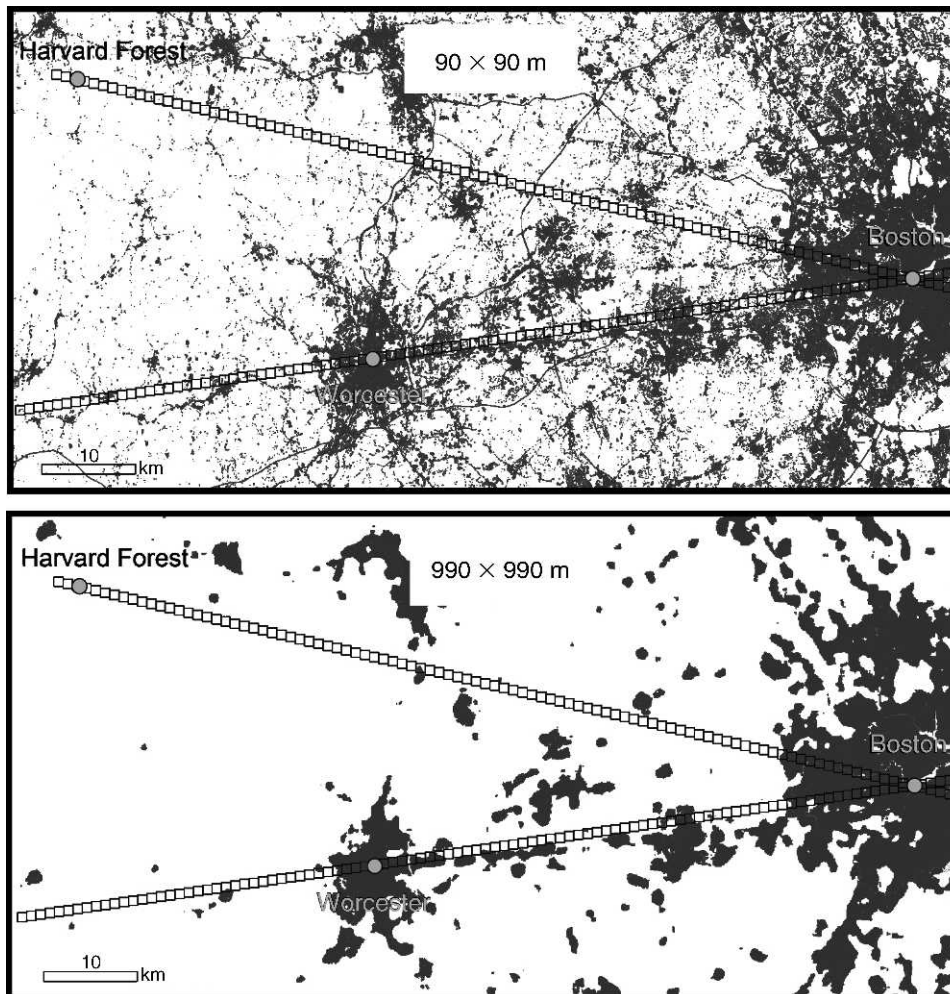 Harvard Forest
90 × 90 m
Boston
Worcester
10
km
Harvard Forest
990 × 990 m
Boston
Worcester
10
km